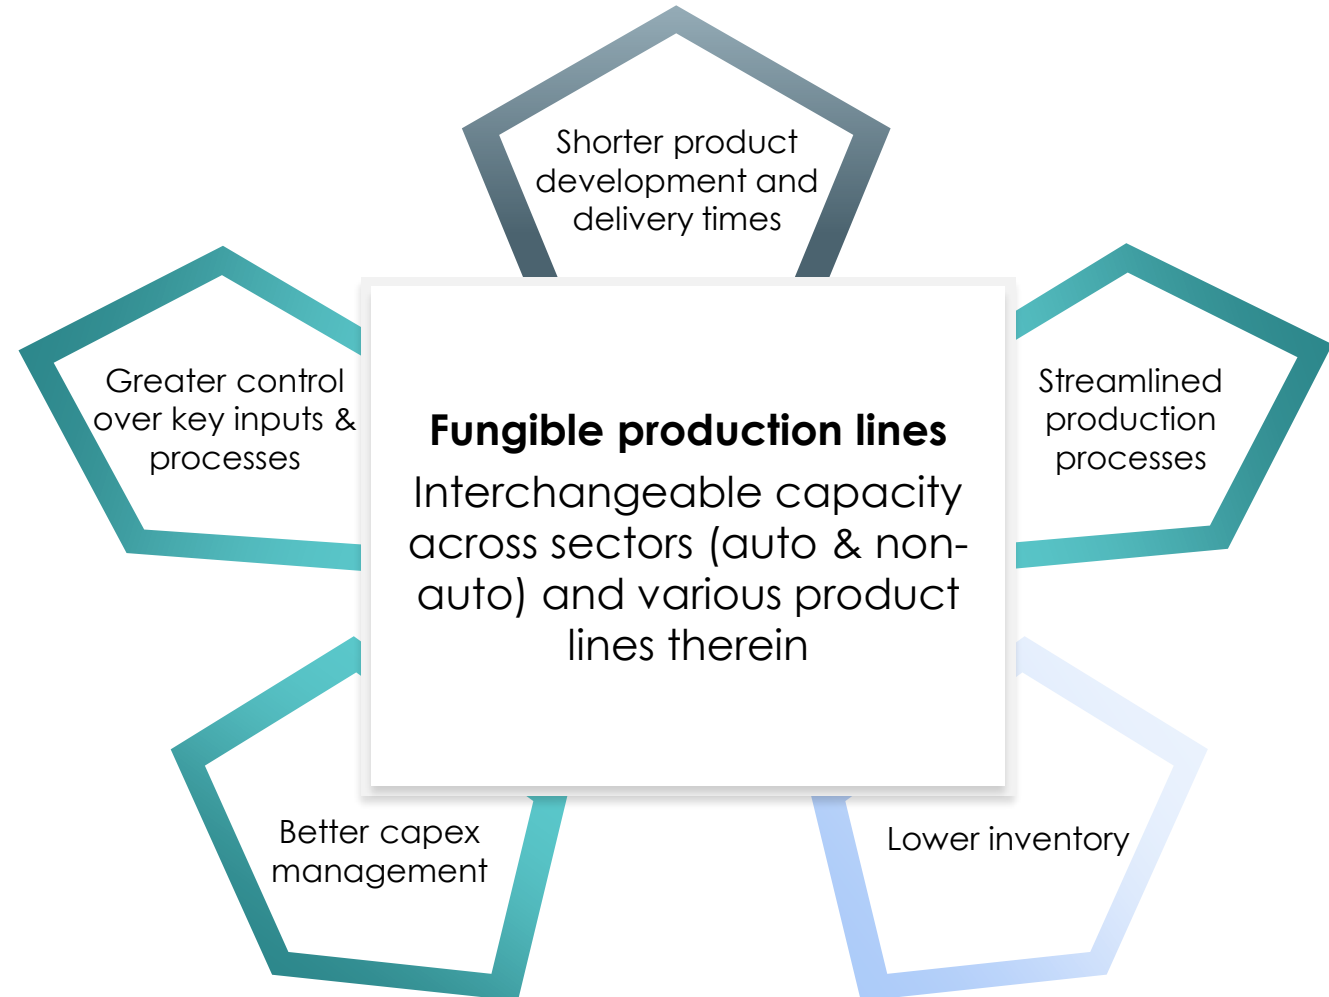 Shorter product
development and
delivery times
Greater control
over key inputs &
processes
Streamlined
production
processes
Fungible production lines
Interchangeable capacity
across sectors (auto & non-
auto) and various product
lines therein
Better capex
management
Lower inventory